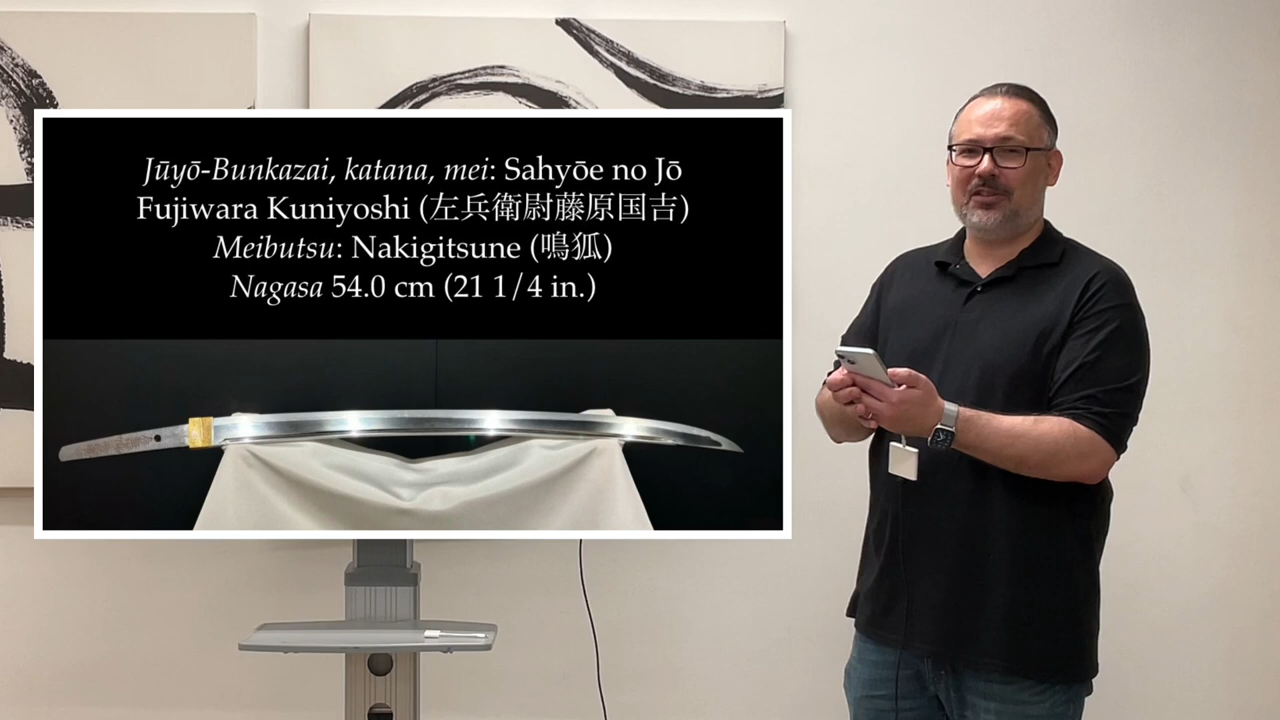 Jūyō-Bunkazai, katana, mei: Sahyōe no Jō
Fujiwara Kuniyoshi (左兵衛尉藤原国吉)
Meibutsu: Nakigitsune (鳴狐)
Nagasa 54.0 cm (21 1/4 in.)